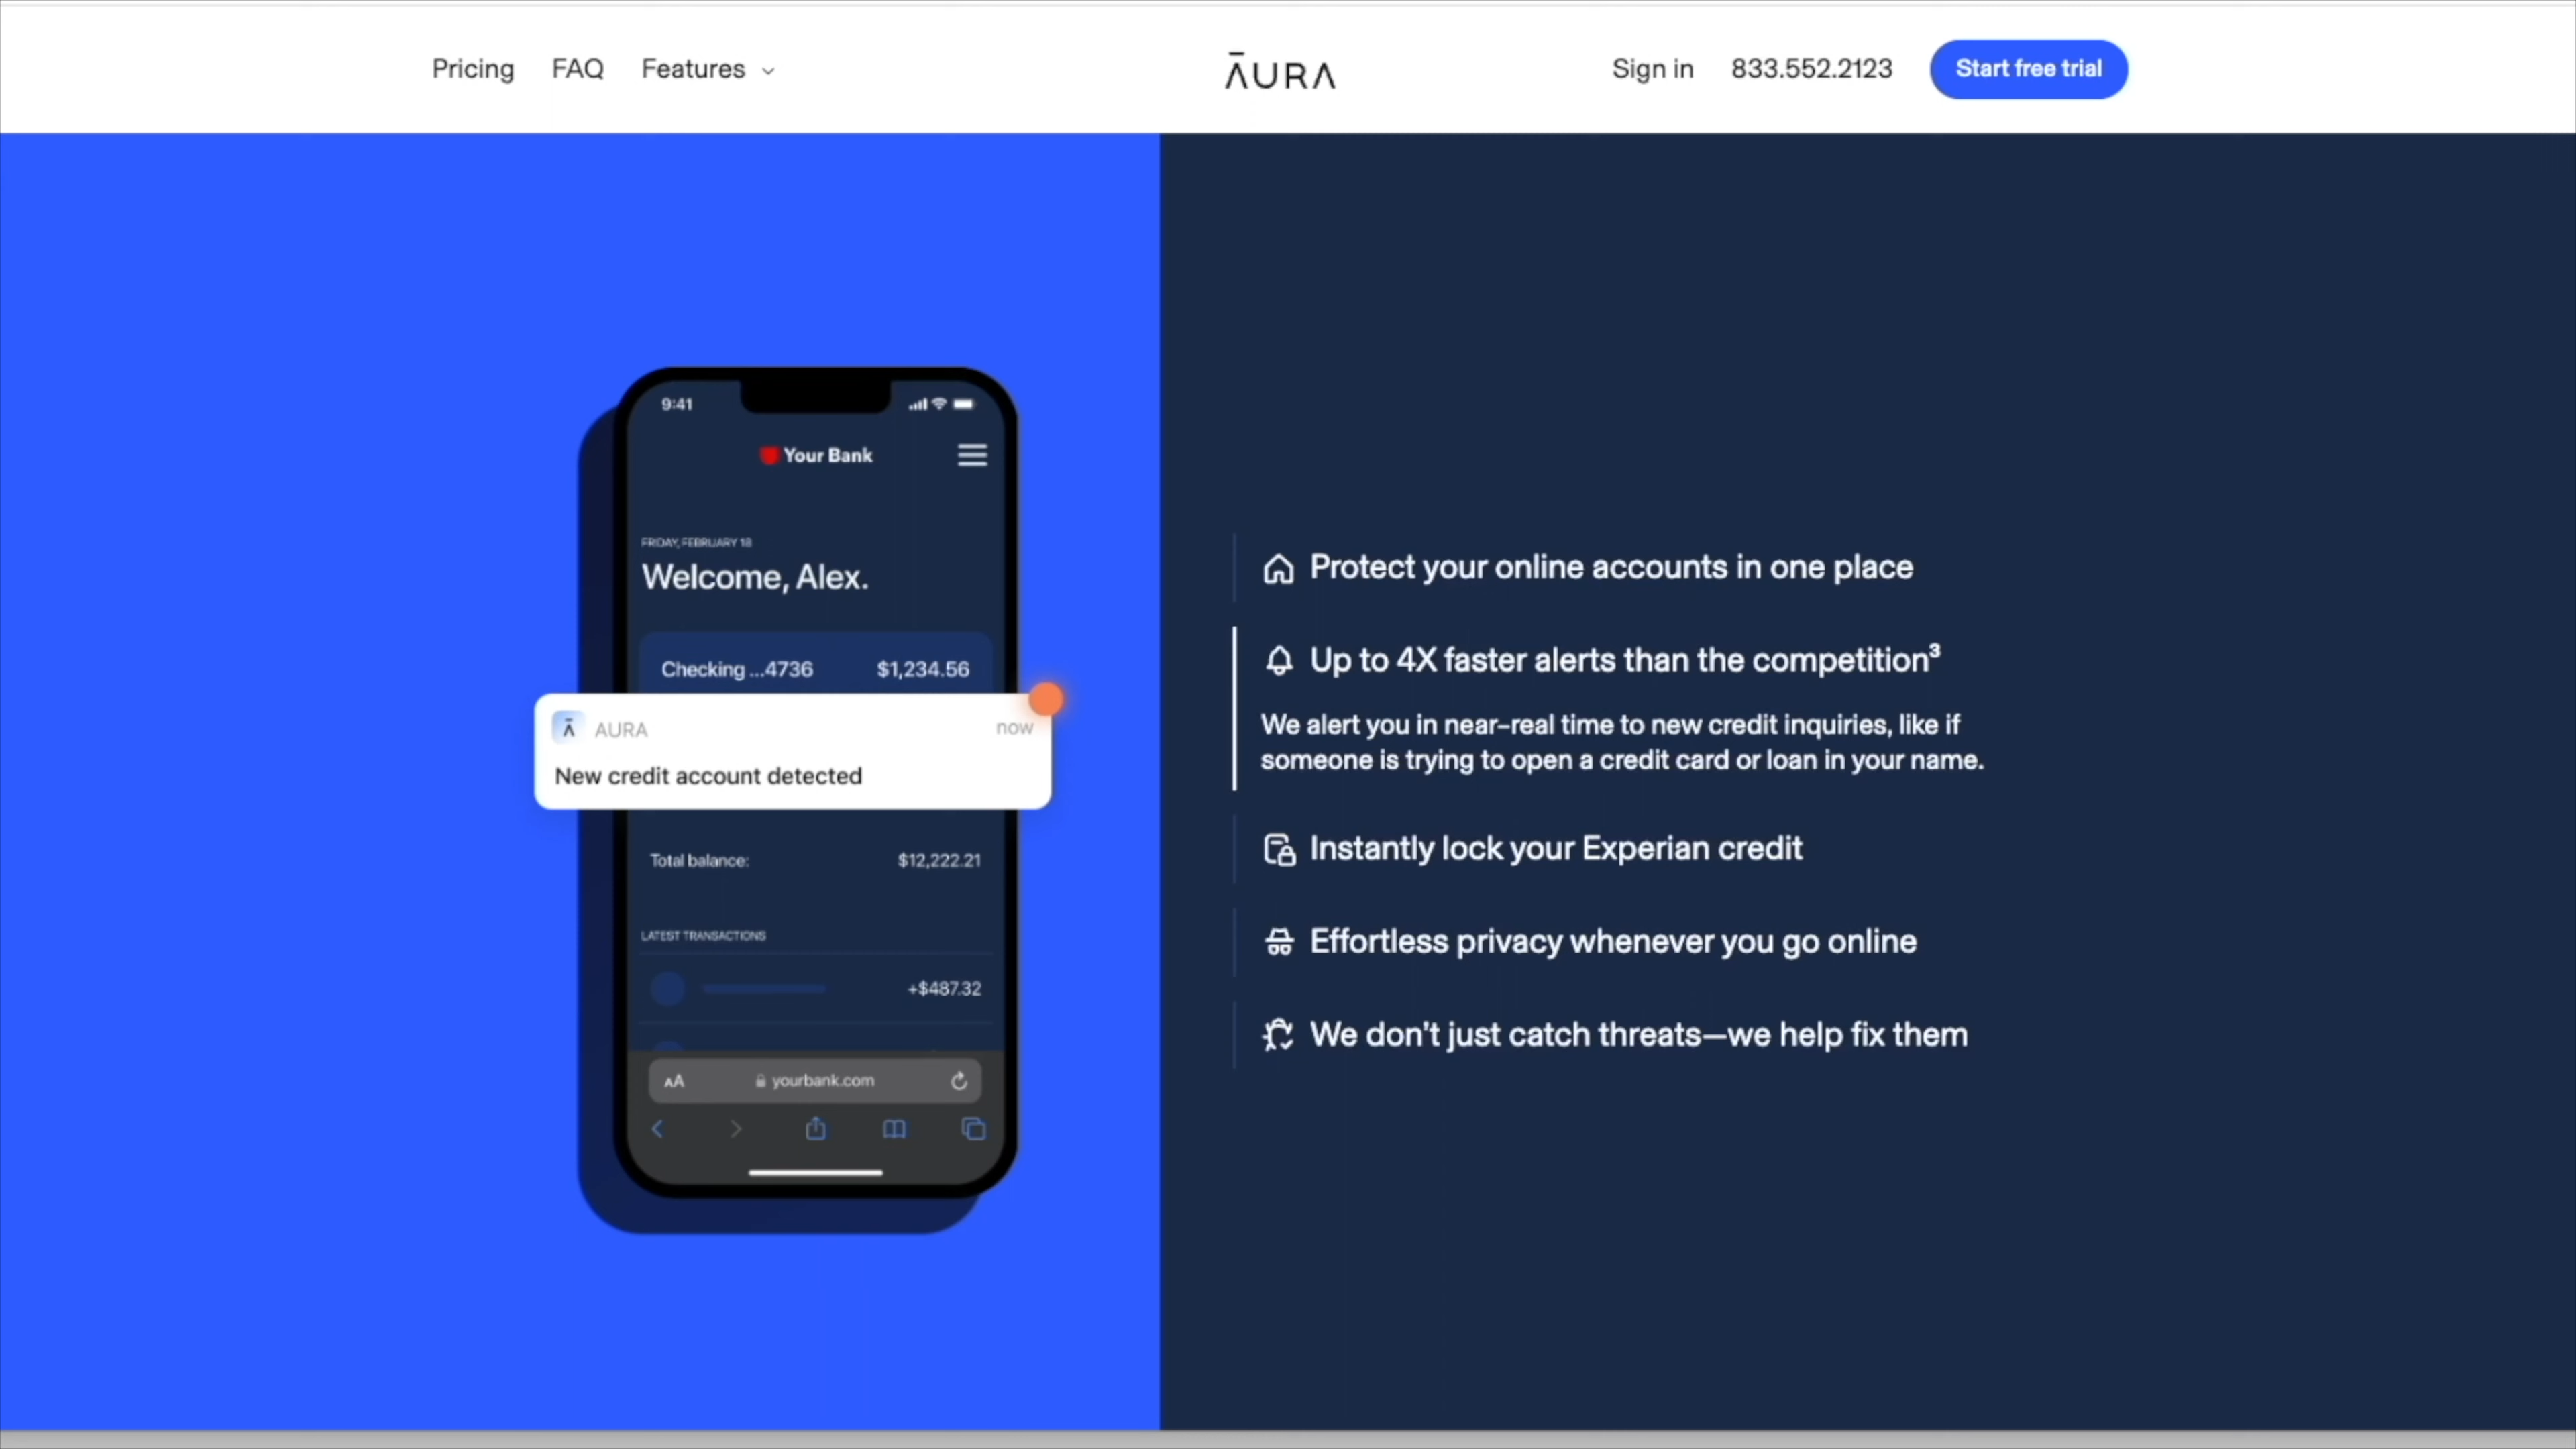 Pricing FAQ Features
ĀURA
Sign in 833.552.2123 Start free trial
9:41
Your Bank
FRIDAY, FEBRUARY 18
Welcome, Alex.
Checking ...4736 $1,234.56
AURA now
New credit account detected
Total balance: $12,222.21
LATEST TRANSACTIONS
+$487.32
AA yourbank.com
Protect your online accounts in one place
Up to 4X faster alerts than the competition³
We alert you in near-real time to new credit inquiries, like if
someone is trying to open a credit card or loan in your name.
Instantly lock your Experian credit
Effortless privacy whenever you go online
We don't just catch threats—we help fix them